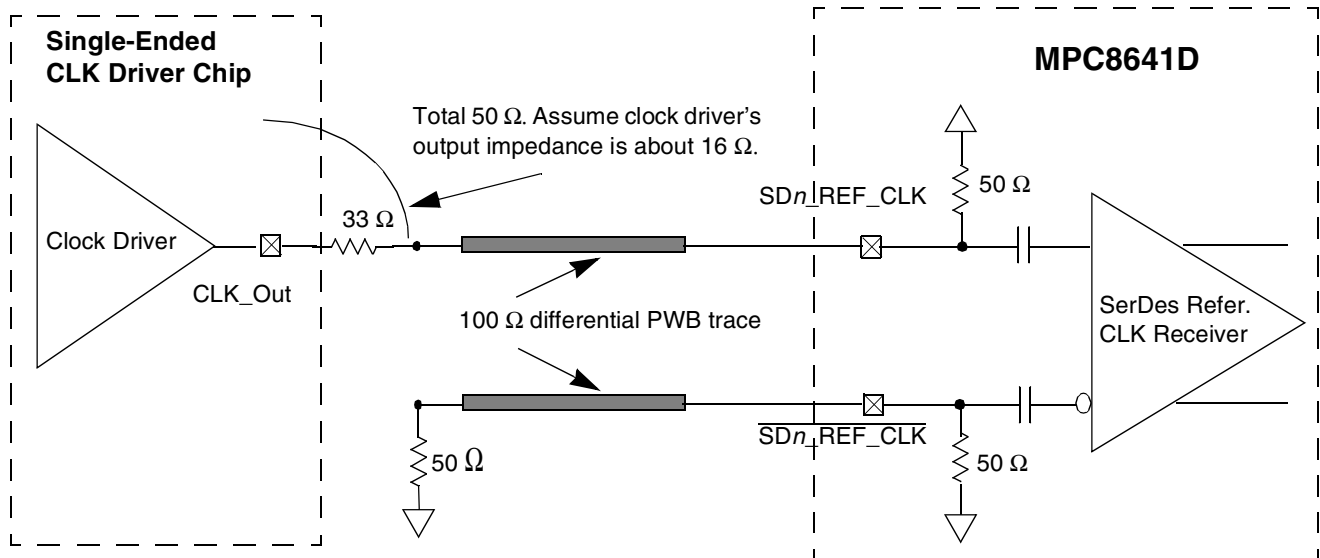 Single-Ended
CLK Driver Chip
MPC8641D
Total 50 Ω. Assume clock driver's
output impedance is about 16 Ω.
SDn_REF_CLK
50 Ω
33 Ω
Clock Driver
CLK_Out
100 Ω differential PWB trace
SerDes Refer.
CLK Receiver
SDn_REF_CLK
50 Ω
50 Ω